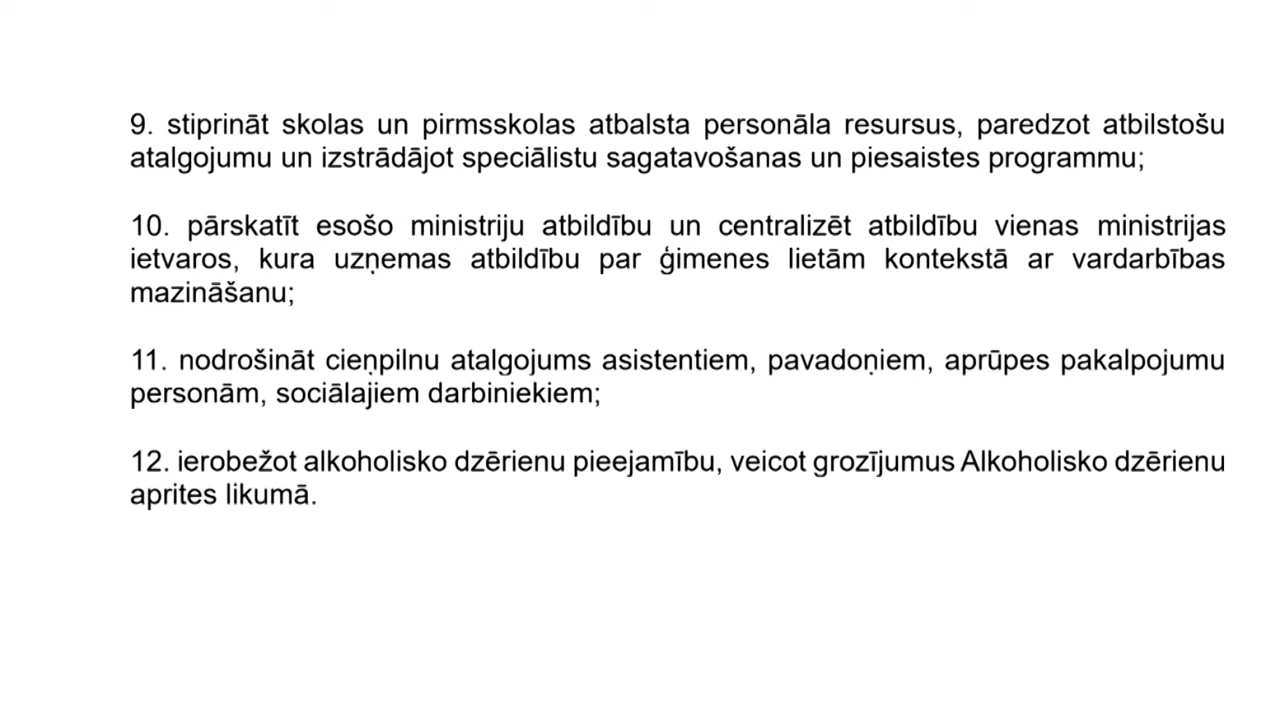 9. stiprināt skolas un pirmsskolas atbalsta personāla resursus, paredzot atbilstošu
atalgojumu un izstrādājot speciālistu sagatavošanas un piesaistes programmu;
10. pārskatīt esošo ministriju atbildību un centralizēt atbildību vienas ministrijas
ietvaros, kura uzņemas atbildību par ģimenes lietām kontekstā ar vardarbības
mazināšanu;
11. nodrošināt cieņpilnu atalgojums asistentiem, pavadoņiem, aprūpes pakalpojumu
personām, sociālajiem darbiniekiem;
12. ierobežot alkoholisko dzērienu pieejamību, veicot grozījumus Alkoholisko dzērienu
aprites likumā.